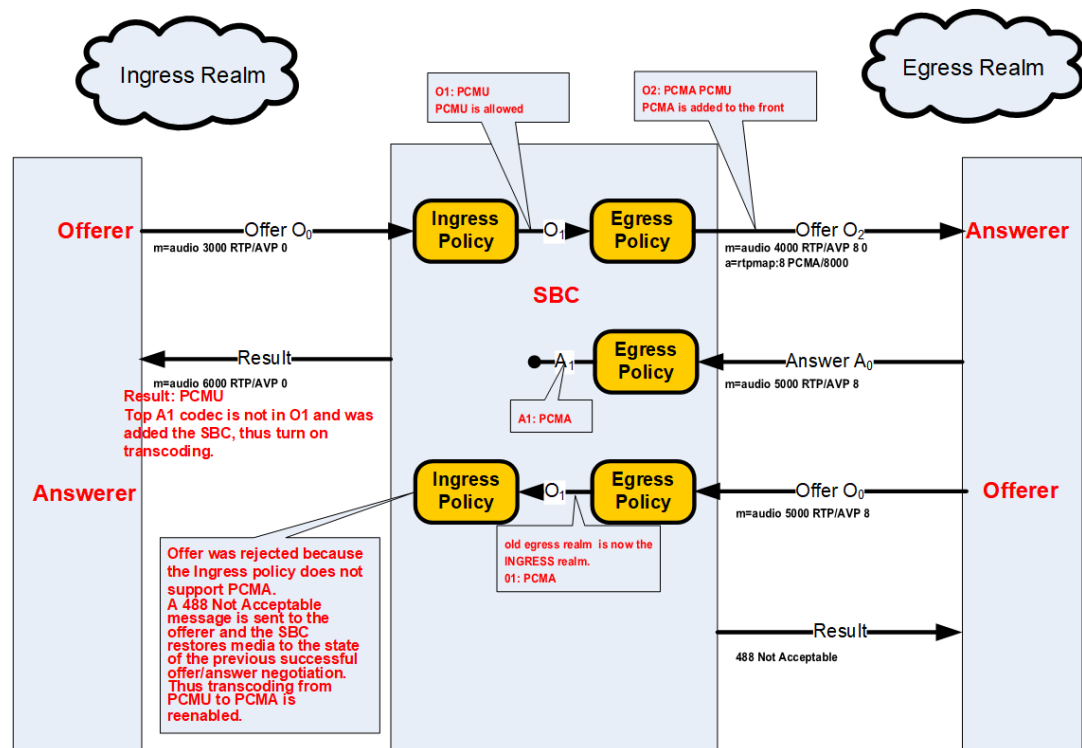 Ingress Realm
Egress Realm
O1: PCMU
PCMU is allowed
O2: PCMA PCMU
PCMA is added to the front
Offerer
Offer O₀
m=audio 3000 RTP/AVP 0
Ingress
Policy
O₁
Egress
Policy
Offer O₂
m=audio 4000 RTP/AVP 8 0
a=rtpmap:8 PCMA/8000
Answerer
SBC
Result
m=audio 6000 RTP/AVP 0
Result: PCMU
Top A1 codec is not in O1 and was
added the SBC, thus turn on
transcoding.
A₁
Egress
Policy
Answer A₀
m=audio 5000 RTP/AVP 8
A1: PCMA
Answerer
Ingress
Policy
O₁
Egress
Policy
Offer O₀
m=audio 5000 RTP/AVP 8
Offerer
old egress realm is now the
INGRESS realm.
01: PCMA
Offer was rejected because
the Ingress policy does not
support PCMA.
A 488 Not Acceptable
message is sent to the
offerer and the SBC
restores media to the state
of the previous successful
offer/answer negotiation.
Thus transcoding from
PCMU to PCMA is
reenabled.
Result
488 Not Acceptable